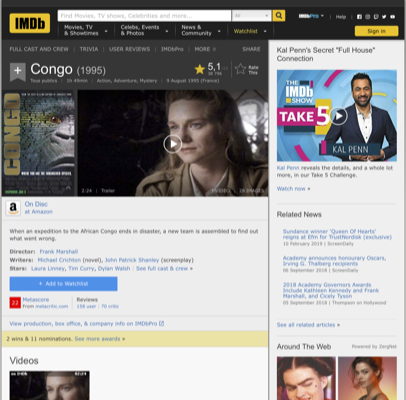 IMDb
Find Movies, TV shows, Celebrities and more...
All
IMDbPro
Help
Movies, TV
& Showtimes
Celebs, Events
& Photos
News &
Community
Watchlist
Sign in
FULL CAST AND CREW | TRIVIA | USER REVIEWS | IMDbPro | MORE
SHARE
Congo (1995)
Tous publics | 1h 49min | Action, Adventure, Mystery | 9 August 1995 (France)
5,1
Rate
This
CONGO
2:24 | Trailer
On Disc
at Amazon
When an expedition to the African Congo ends in disaster, a new team is assembled to find out
what went wrong.
Director: Frank Marshall
Writers: Michael Crichton (novel), John Patrick Shanley (screenplay)
Stars: Laura Linney, Tim Curry, Dylan Walsh | See full cast & crew »
+ Add to Watchlist
22
Metascore
From metacritic.com
Reviews
158 user | 70 critic
View production, box office, & company info on IMDbPro
2 wins & 11 nominations. See more awards »
Videos
Kal Penn's Secret "Full House"
Connection
THE
IMDb
SHOW
TAKE 5
KAL PENN
Kal Penn reveals the details, and a whole lot
more, in our Take 5 Challenge.
Watch now »
Related News
Sundance winner 'Queen Of Hearts'
reigns at Efm for TrustNordisk (exclusive)
10 February 2019 | ScreenDaily
Academy announces honourary Oscars,
Irving G. Thalberg recipients
06 September 2018 | ScreenDaily
2018 Academy Governors Awards
Include Kathleen Kennedy and Frank
Marshall, and Cicely Tyson
05 September 2018 | Thompson on Hollywood
See all related articles »
Around The Web
Powered by ZergNet